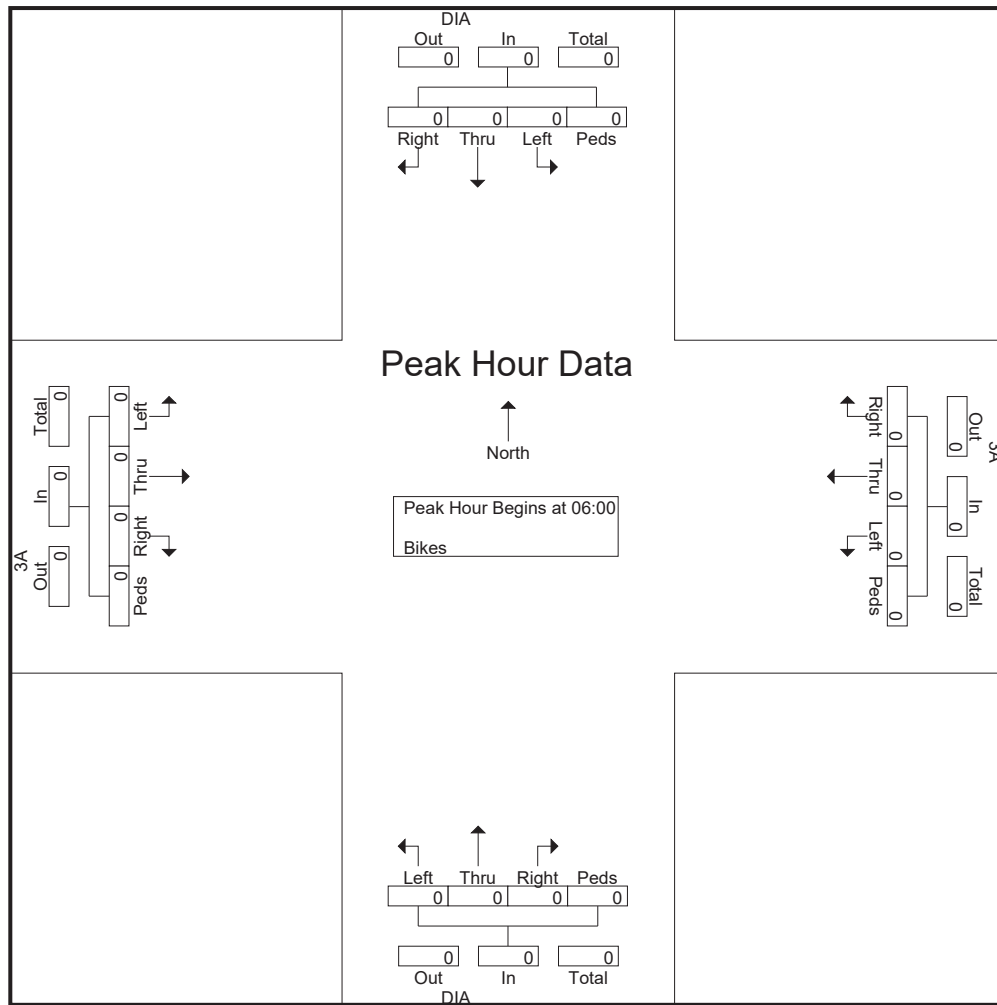 DIA
Out In Total
0 0 0
0 0 0 0
Right Thru Left Peds
Peak Hour Data
North
Peak Hour Begins at 06:00
Bikes
3A
Out In Total
0 0 0
0 0 0 0
Left Thru Right Peds
3A
Out In Total
0 0 0
0 0 0 0
Right Thru Left Peds
Left Thru Right Peds
0 0 0 0
0 0 0
Out In Total
DIA